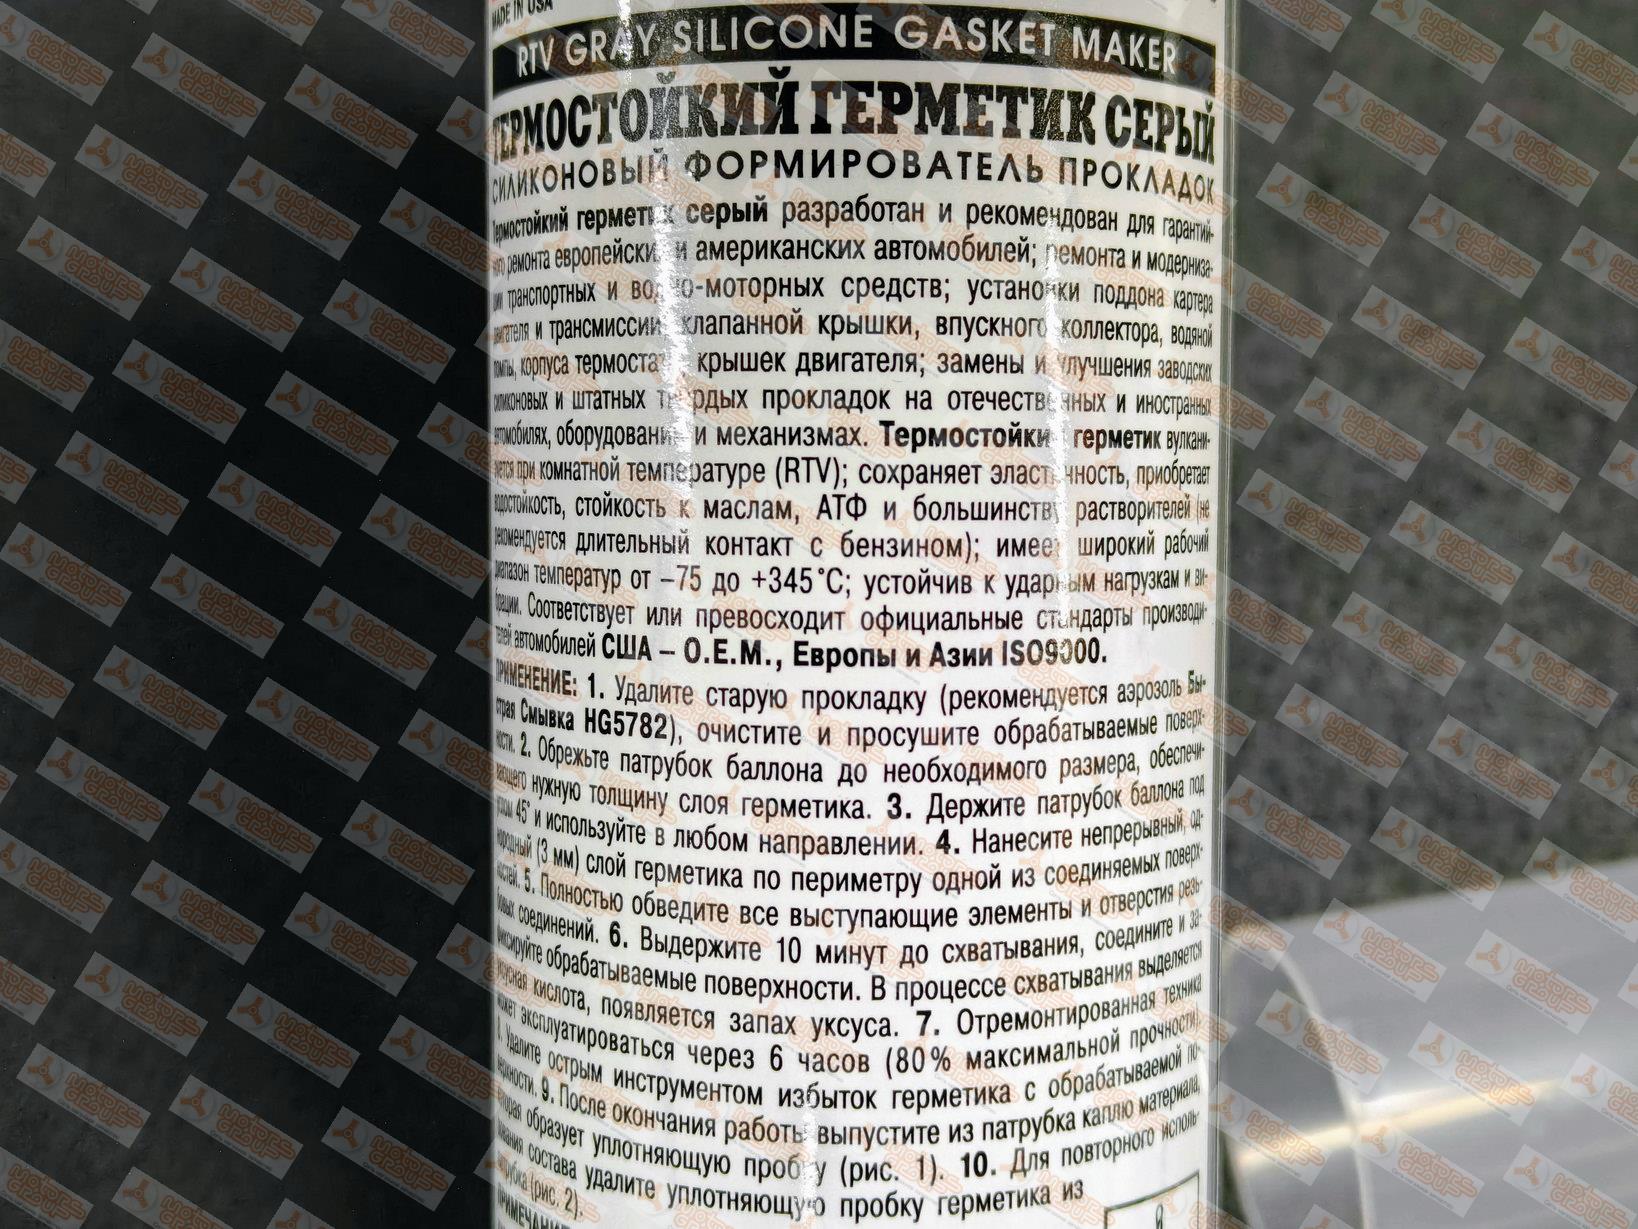 MADE IN USA
RTV GRAY SILICONE GASKET MAKER
ТЕРМОСТОЙКИЙ ГЕРМЕТИК СЕРЫЙ
СИЛИКОНОВЫЙ ФОРМИРОВАТЕЛЬ ПРОКЛАДОК
Термостойкий герметик серый разработан и рекомендован для гарантий-
ного ремонта европейских и американских автомобилей; ремонта и модерниза-
ции транспортных и водно-моторных средств; установки поддона картера
двигателя и трансмиссии, клапанной крышки, впускного коллектора, водяной
помпы, корпуса термостата, крышек двигателя; замены и улучшения заводских
силиконовых и штатных твердых прокладок на отечественных и иностранных
автомобилях, оборудовании и механизмах. Термостойкий герметик вулкани-
зуется при комнатной температуре (RTV); сохраняет эластичность, приобретает
водостойкость, стойкость к маслам, АТФ и большинству растворителей (не
рекомендуется длительный контакт с бензином); имеет широкий рабочий
диапазон температур от –75 до +345°С; устойчив к ударным нагрузкам и ви-
брации. Соответствует или превосходит официальные стандарты производи-
телей автомобилей США – O.E.M., Европы и Азии ISO9000.
ПРИМЕНЕНИЕ: 1. Удалите старую прокладку (рекомендуется аэрозоль Бы-
страя Смывка HG5782), очистите и просушите обрабатываемые поверх-
ности. 2. Обрежьте патрубок баллона до необходимого размера, обеспечи-
вающего нужную толщину слоя герметика. 3. Держите патрубок баллона под
углом 45° и используйте в любом направлении. 4. Нанесите непрерывный, од-
нородный (3 мм) слой герметика по периметру одной из соединяемых поверх-
ностей. 5. Полностью обведите все выступающие элементы и отверстия резь-
бовых соединений. 6. Выдержите 10 минут до схватывания, соедините и за-
фиксируйте обрабатываемые поверхности. В процессе схватывания выделяется
уксусная кислота, появляется запах уксуса. 7. Отремонтированная техника
может эксплуатироваться через 6 часов (80% максимальной прочности).
8. Удалите острым инструментом избыток герметика с обрабатываемой по-
верхности. 9. После окончания работы выпустите из патрубка каплю материала,
которая образует уплотняющую пробку (рис. 1). 10. Для повторного исполь-
зования состава удалите уплотняющую пробку герметика из
патрубка (рис. 2).